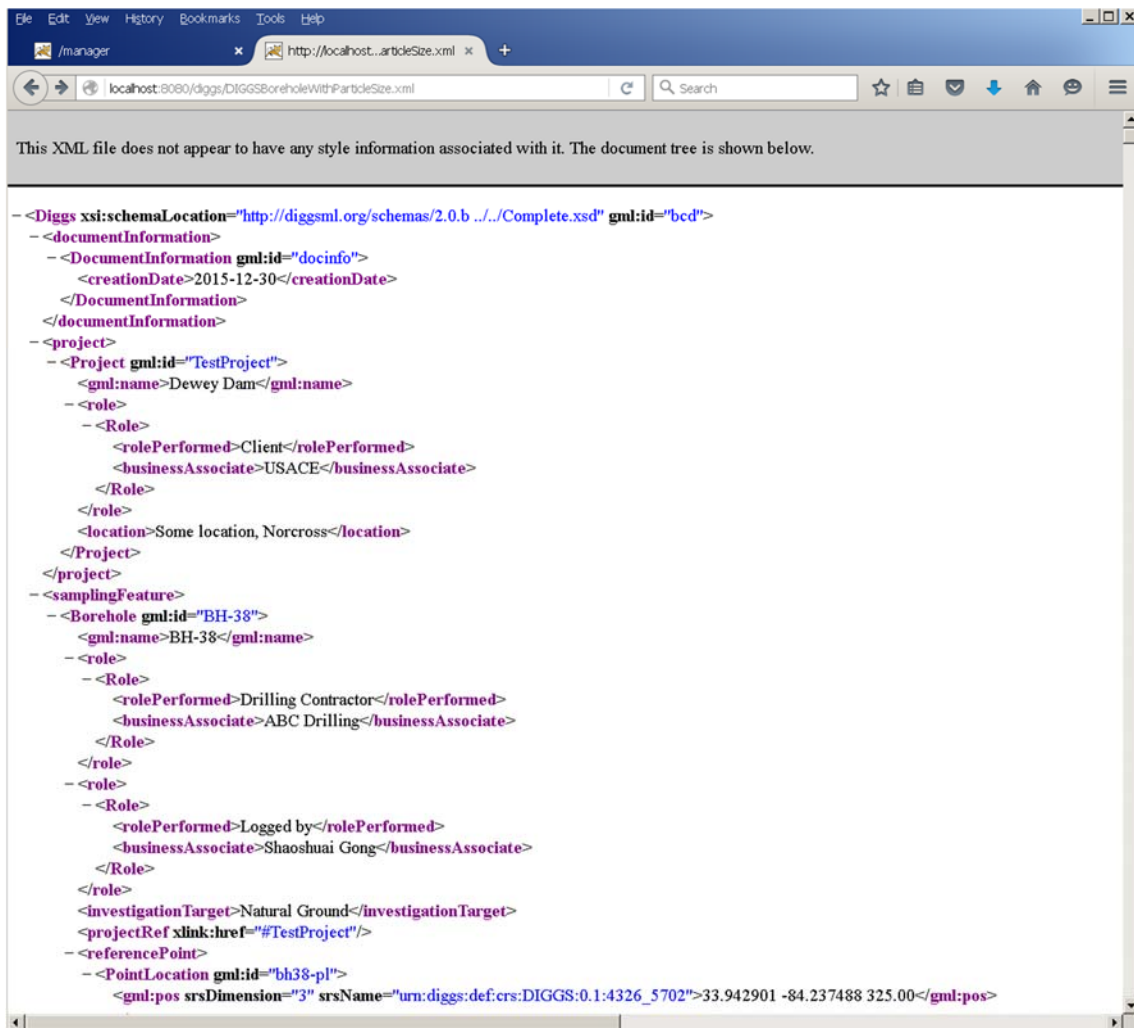 File Edit View History Bookmarks Tools Help
/manager × http://localhost...articleSize.xml × +
localhost:8080/diggs/DIGGSBoreholeWithParticleSize.xml Search
This XML file does not appear to have any style information associated with it. The document tree is shown below.
− <Diggs xsi:schemaLocation="http://diggsml.org/schemas/2.0.b ../../Complete.xsd" gml:id="bcd">
− <documentInformation>
− <DocumentInformation gml:id="docinfo">
<creationDate>2015-12-30</creationDate>
</DocumentInformation>
</documentInformation>
− <project>
− <Project gml:id="TestProject">
<gml:name>Dewey Dam</gml:name>
− <role>
− <Role>
<rolePerformed>Client</rolePerformed>
<businessAssociate>USACE</businessAssociate>
</Role>
</role>
<location>Some location, Norcross</location>
</Project>
</project>
− <samplingFeature>
− <Borehole gml:id="BH-38">
<gml:name>BH-38</gml:name>
− <role>
− <Role>
<rolePerformed>Drilling Contractor</rolePerformed>
<businessAssociate>ABC Drilling</businessAssociate>
</Role>
</role>
− <role>
− <Role>
<rolePerformed>Logged by</rolePerformed>
<businessAssociate>Shaoshuai Gong</businessAssociate>
</Role>
</role>
<investigationTarget>Natural Ground</investigationTarget>
<projectRef xlink:href="#TestProject"/>
− <referencePoint>
− <PointLocation gml:id="bh38-pl">
<gml:pos srsDimension="3" srsName="urn:diggs:def:crs:DIGGS:0.1:4326_5702">33.942901 -84.237488 325.00</gml:pos>